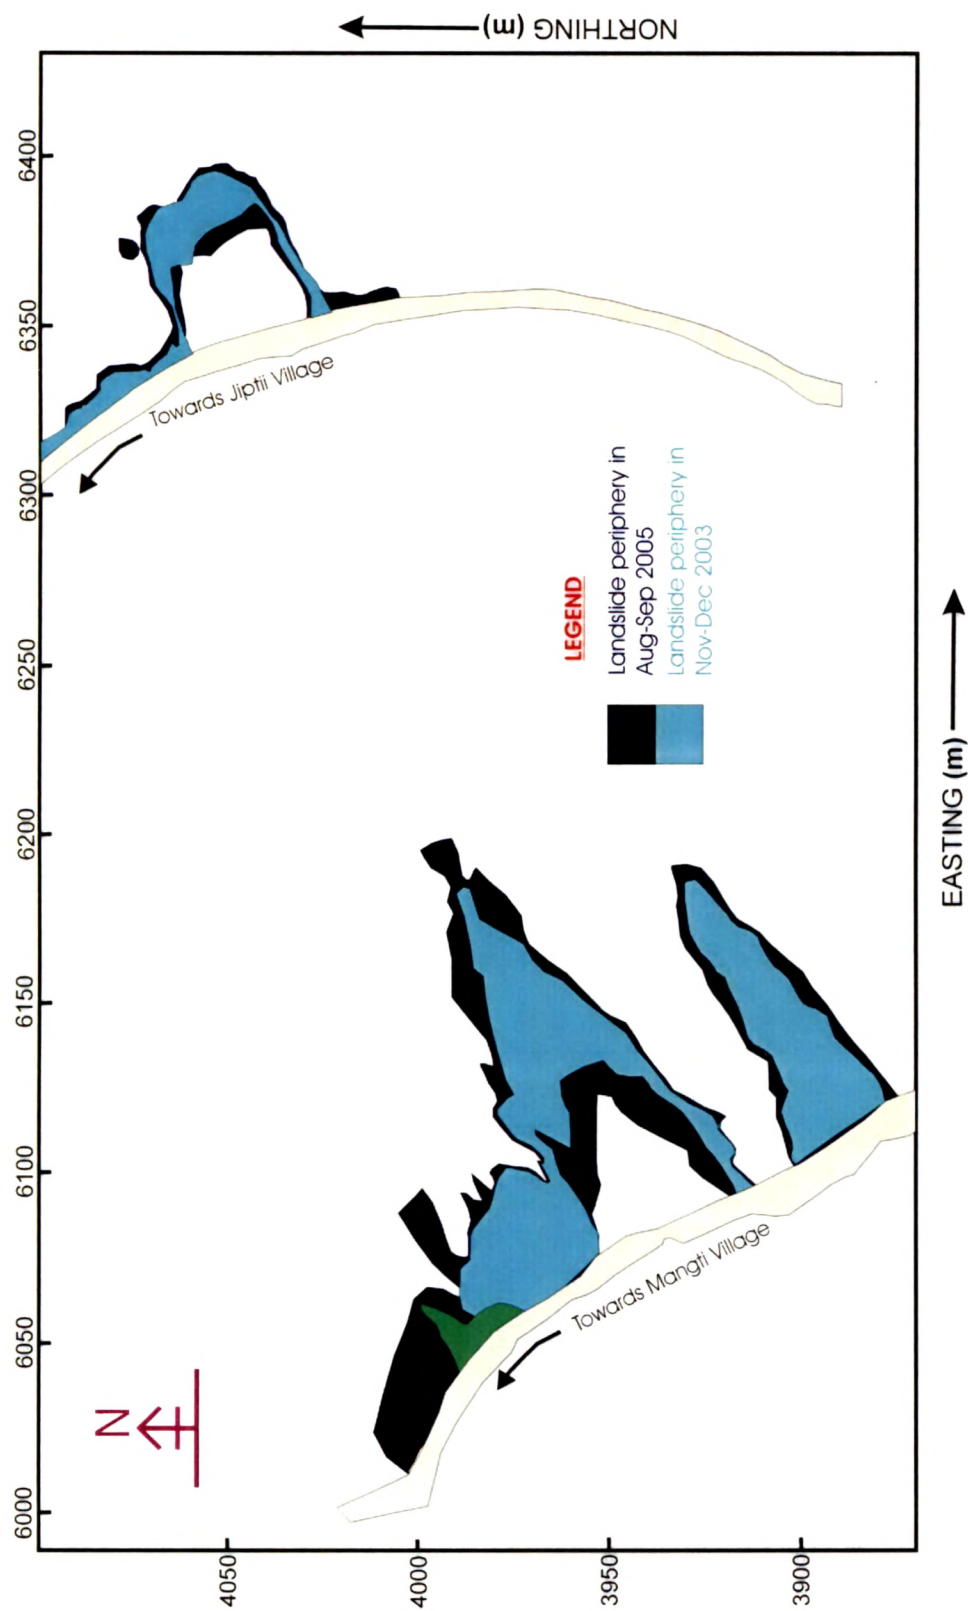 NORTHING (m)
6000
6050
6100
6150
6200
6250
6300
6350
6400
N
4050
4000
3950
3900
Towards Jiptii Village
Towards Mangti Village
LEGEND
Landslide periphery in
Aug-Sep 2005
Landslide periphery in
Nov-Dec 2003
EASTING (m)